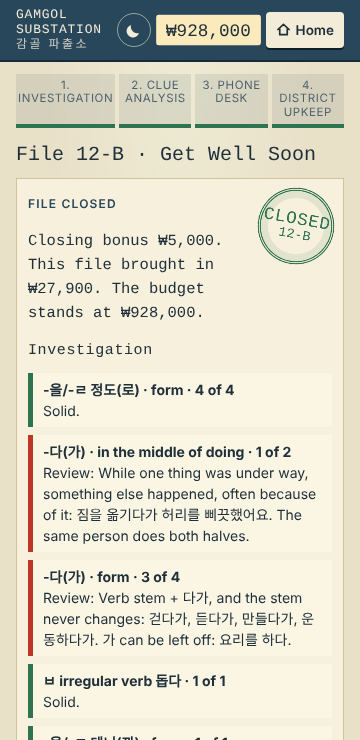 GAMGOL
SUBSTATION
감골 파출소
₩928,000
Home
1.
INVESTIGATION
2. CLUE
ANALYSIS
3. PHONE
DESK
4.
DISTRICT
UPKEEP
File 12-B · Get Well Soon
FILE CLOSED
CLOSED
12-B
Closing bonus ₩5,000.
This file brought in
₩27,900. The budget
stands at ₩928,000.
Investigation
-을/-ㄹ 정도(로) · form · 4 of 4
Solid.
-다(가) · in the middle of doing · 1 of 2
Review: While one thing was under way,
something else happened, often because
of it: 짐을 옮기다가 허리를 삐끗했어요. The
same person does both halves.
-다(가) · form · 3 of 4
Review: Verb stem + 다가, and the stem
never changes: 걷다가, 듣다가, 만들다가, 운
동하다가. 가 can be left off: 요리를 하다.
ㅂ irregular verb 돕다 · 1 of 1
Solid.